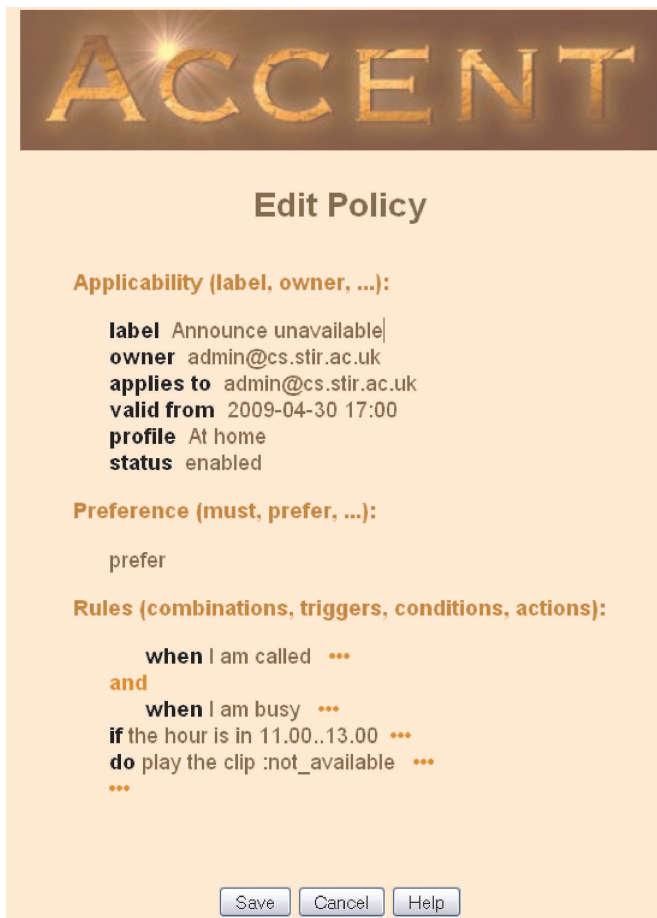 ACCENT
Edit Policy
Applicability (label, owner, ...):
label Announce unavailable
owner admin@cs.stir.ac.uk
applies to admin@cs.stir.ac.uk
valid from 2009-04-30 17:00
profile At home
status enabled
Preference (must, prefer, ...):
prefer
Rules (combinations, triggers, conditions, actions):
when I am called •••
and
when I am busy •••
if the hour is in 11.00..13.00 •••
do play the clip :not_available •••
•••
Save Cancel Help